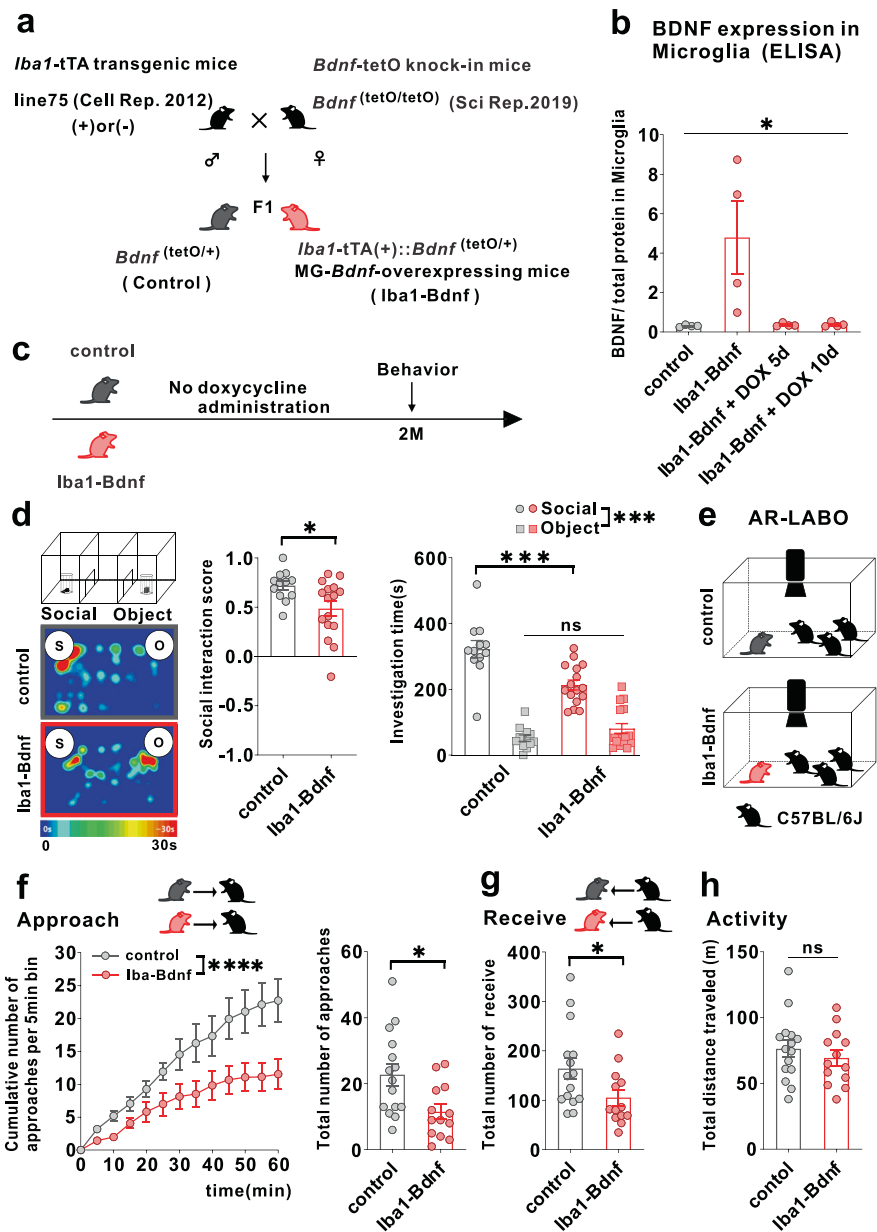 a
Iba1-tTA transgenic mice
line75 (Cell Rep. 2012)
(+)or(-)
Bdnf-tetO knock-in mice
Bdnf (tetO/tetO) (Sci Rep.2019)
×
♂
♀
F1
Bdnf (tetO/+)
(Control)
Iba1-tTA(+)::Bdnf (tetO/+)
MG-Bdnf-overexpressing mice
(Iba1-Bdnf)
b
BDNF expression in
Microglia (ELISA)
BDNF/ total protein in Microglia
10
8
6
4
2
0
*
control
Iba1-Bdnf
Iba1-Bdnf + DOX 5d
Iba1-Bdnf + DOX 10d
c
control
No doxycycline
administration
Behavior
2M
Iba1-Bdnf
d
Social
Object
S
O
control
S
O
Iba1-Bdnf
0s
~30s
0
30s
Social interaction score
1.0
0.5
0.0
-0.5
-1.0
*
control
Iba1-Bdnf
Social
Object
***
Investigation time(s)
600
400
200
0
***
ns
control
Iba1-Bdnf
e
AR-LABO
control
Iba1-Bdnf
C57BL/6J
f
Approach
Cumulative number of
approaches per 5min bin
30
25
20
15
10
5
0
control
Iba-Bdnf
****
0
10
20
30
40
50
60
time(min)
Total number of approaches
60
40
20
0
*
control
Iba1-Bdnf
g
Receive
Total number of receive
400
300
200
100
0
*
control
Iba1-Bdnf
h
Activity
Total distance traveled (m)
150
100
50
0
ns
control
Iba1-Bdnf